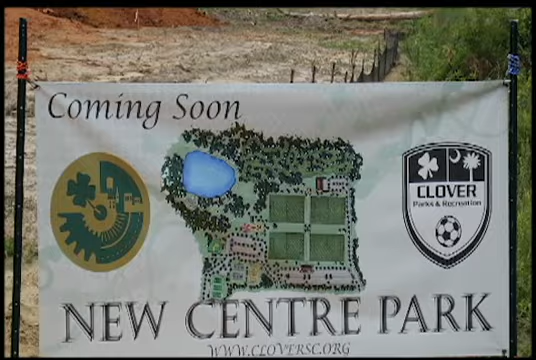 Coming Soon
CLOVER
Parks & Recreation
NEW CENTRE PARK
WWW.CLOVERSC.ORG